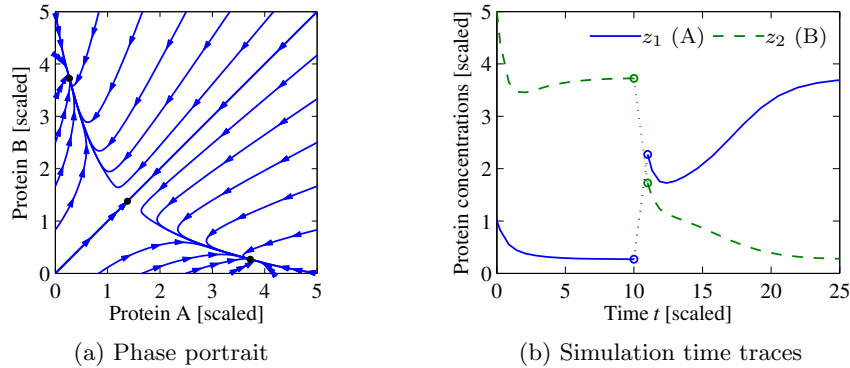 5
4
3
2
1
0
0 1 2 3 4 5
Protein B [scaled]
Protein A [scaled]
(a) Phase portrait
z₁ (A) z₂ (B)
5
4
3
2
1
0
0 5 10 15 20 25
Protein concentrations [scaled]
Time t [scaled]
(b) Simulation time traces